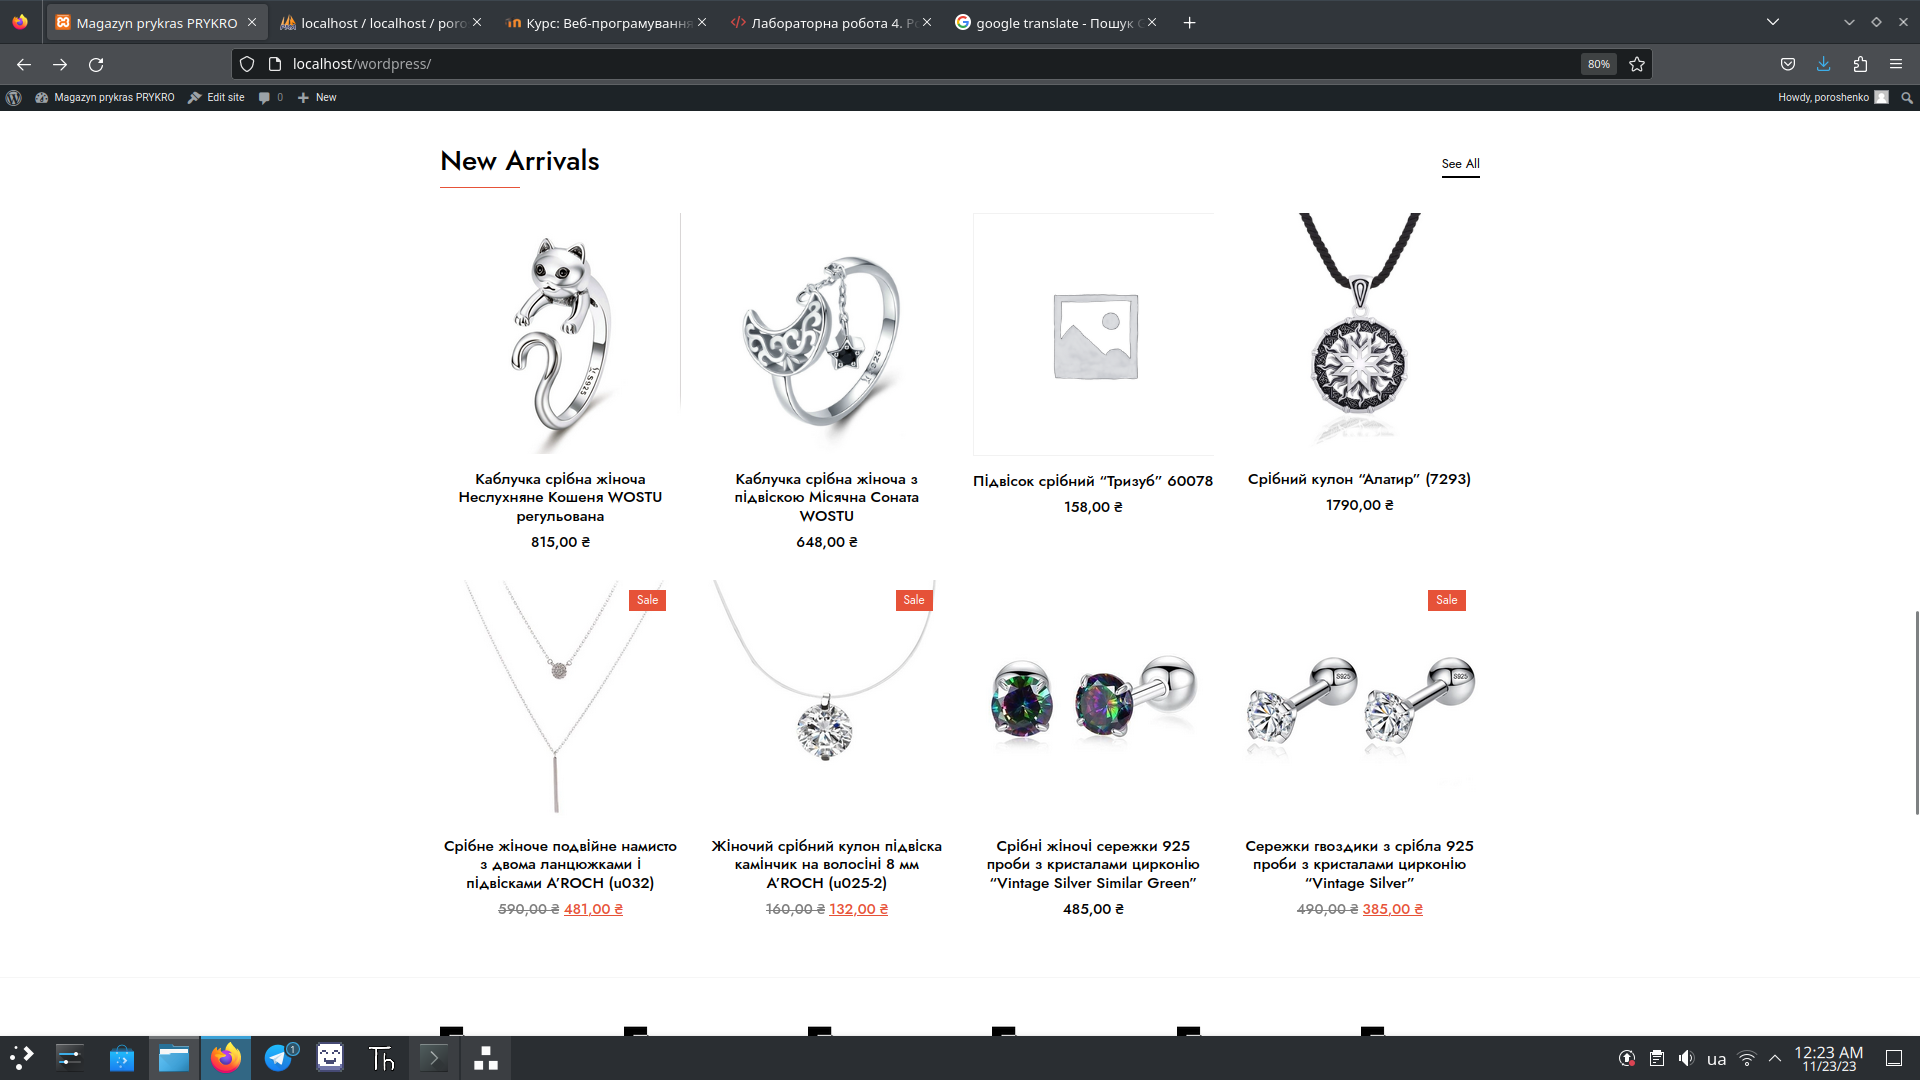 Magazyn prykras PRYKRO
localhost / localhost / poro
Курс: Веб-програмування
Лабораторна робота 4. Р
google translate - Пошук G
localhost/wordpress/
80%
Magazyn prykras PRYKRO
Edit site
0
New
Howdy, poroshenko
New Arrivals
See All
Каблучка срібна жіноча
Неслухняне Кошеня WOSTU
регульована
815,00 ₴
Каблучка срібна жіноча з
підвіскою Місячна Соната
WOSTU
648,00 ₴
Підвісок срібний “Тризуб” 60078
158,00 ₴
Срібний кулон “Алатир” (7293)
1790,00 ₴
Sale
Sale
Sale
S925
S925
Срібне жіноче подвійне намисто
з двома ланцюжками і
підвісками A’ROCH (u032)
590,00 ₴ 481,00 ₴
Жіночий срібний кулон підвіска
камінчик на волосіні 8 мм
A’ROCH (u025-2)
160,00 ₴ 132,00 ₴
Срібні жіночі сережки 925
проби з кристалами цирконію
“Vintage Silver Similar Green”
485,00 ₴
Сережки гвоздики з срібла 925
проби з кристалами цирконію
“Vintage Silver”
490,00 ₴ 385,00 ₴
1
Th
ua
12:23 AM
11/23/23